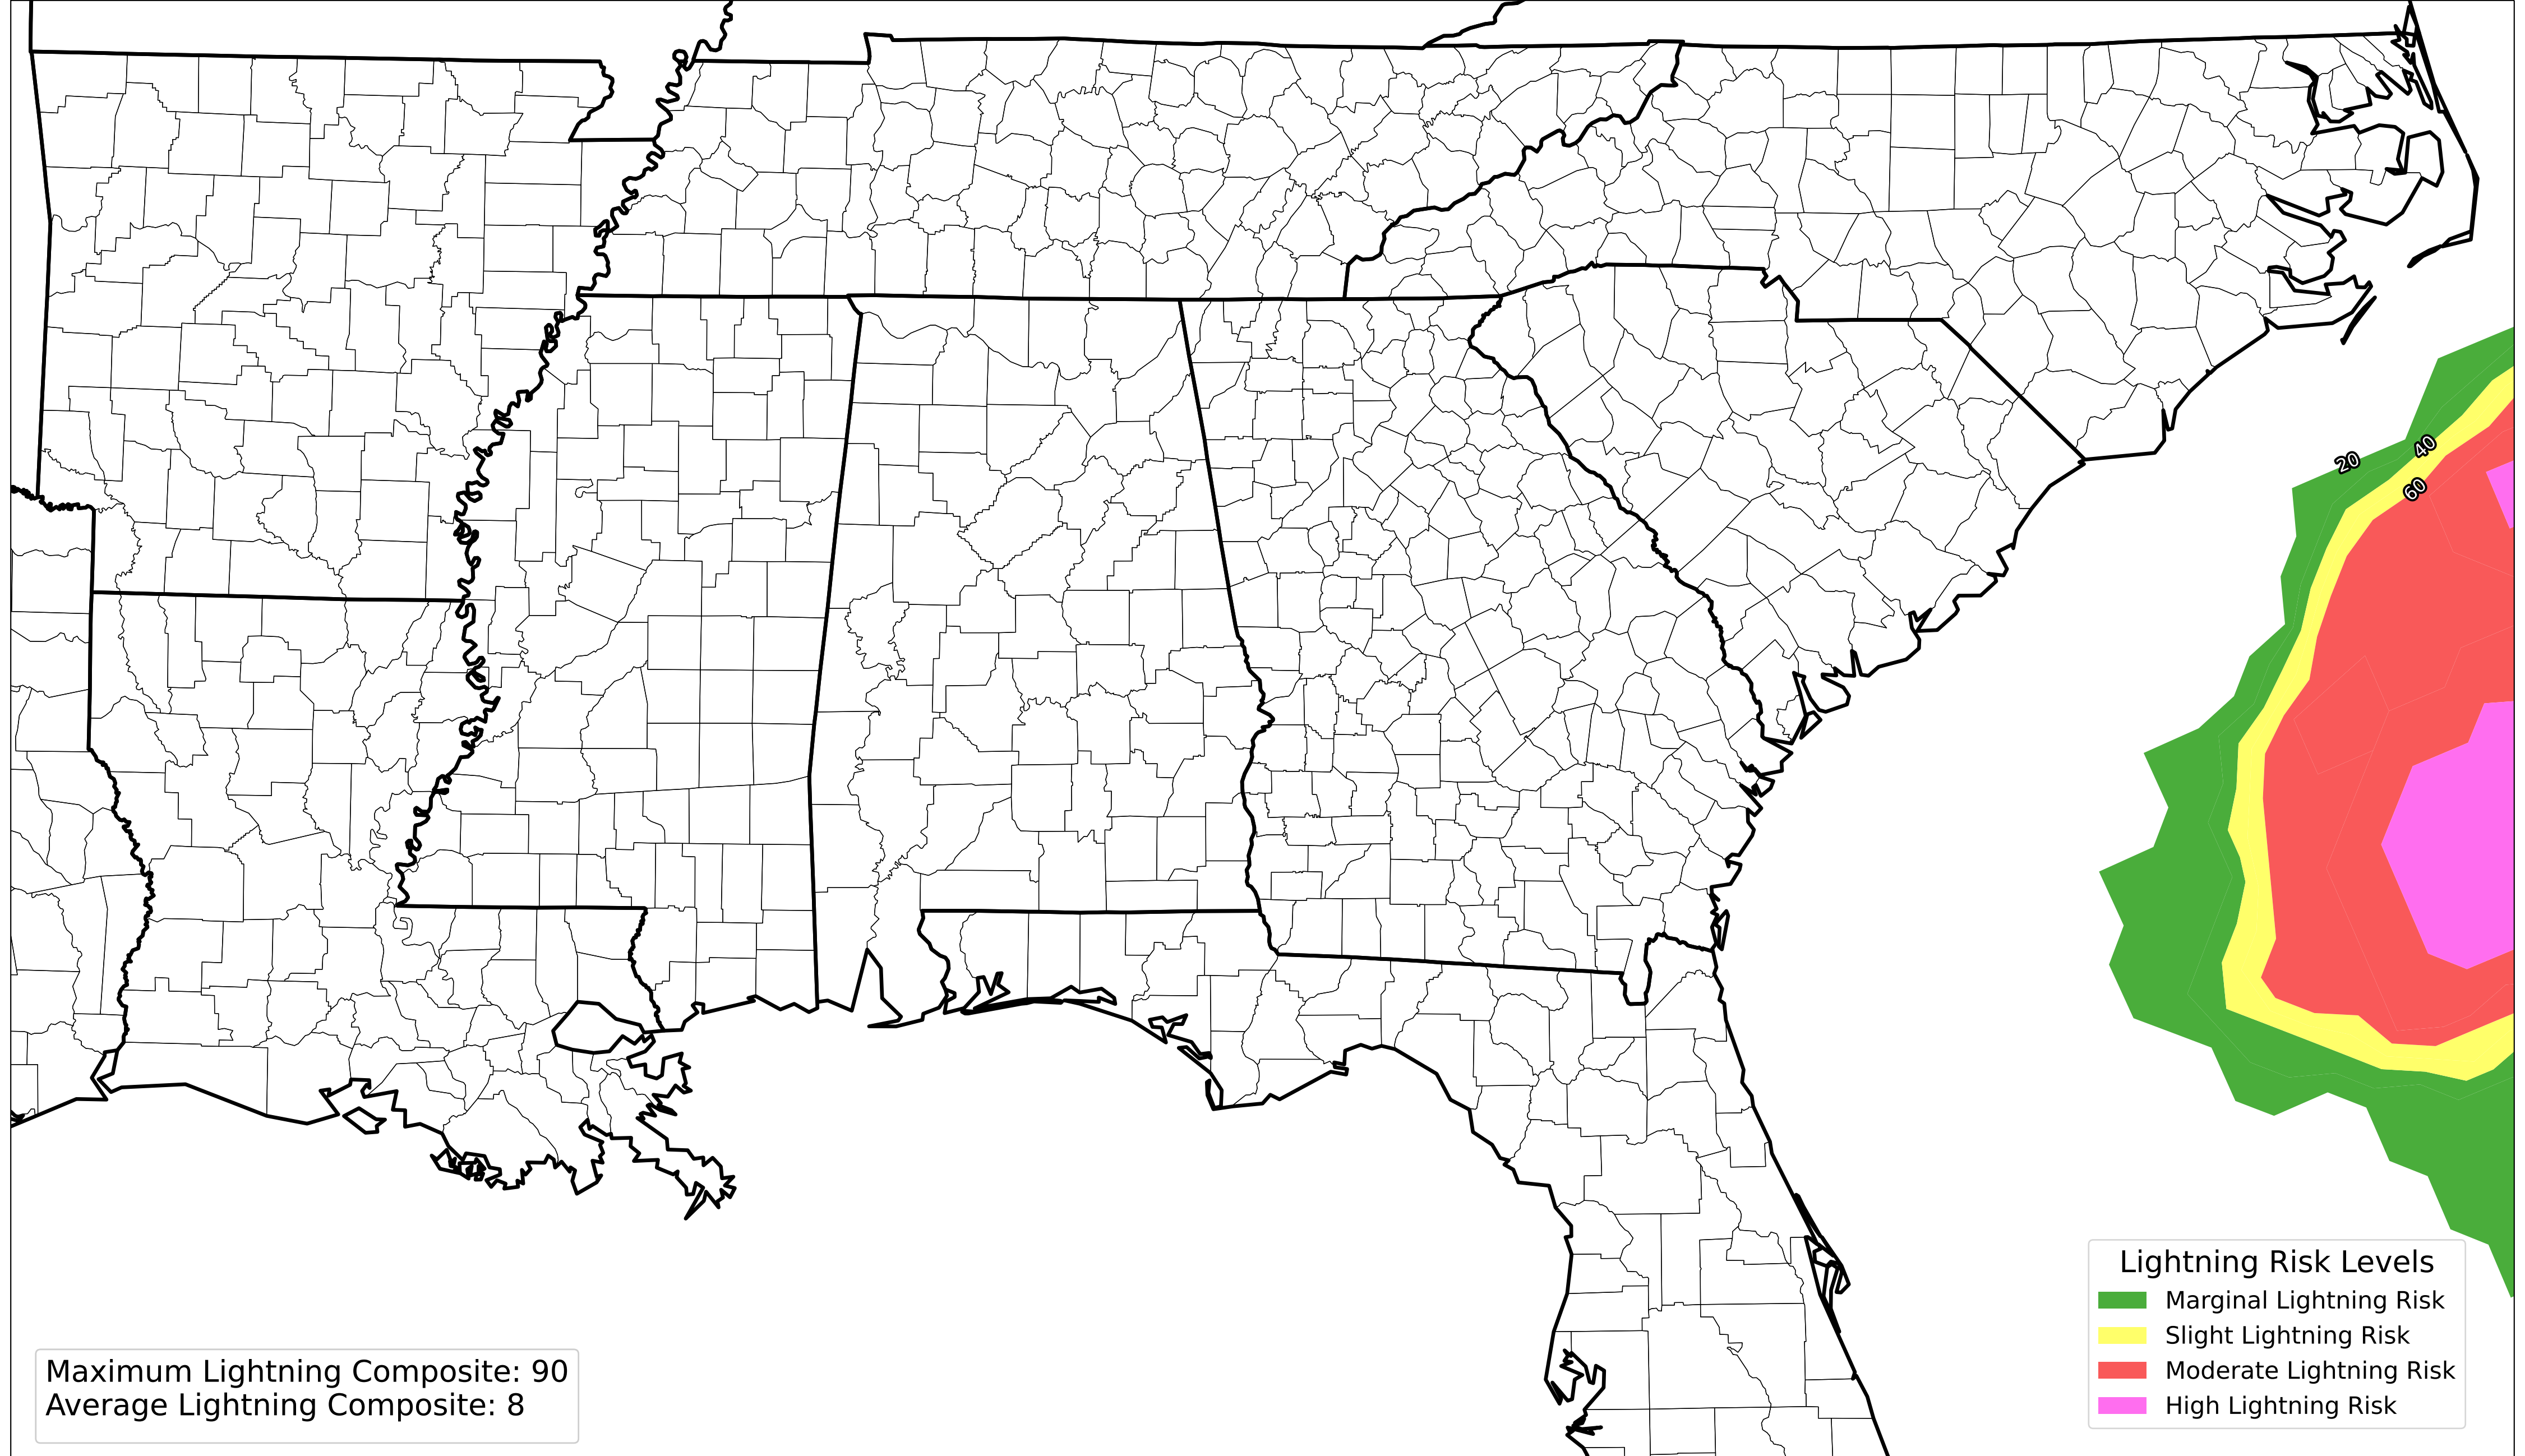 20
40
60
Lightning Risk Levels
Marginal Lightning Risk
Slight Lightning Risk
Moderate Lightning Risk
High Lightning Risk
Maximum Lightning Composite: 90
Average Lightning Composite: 8